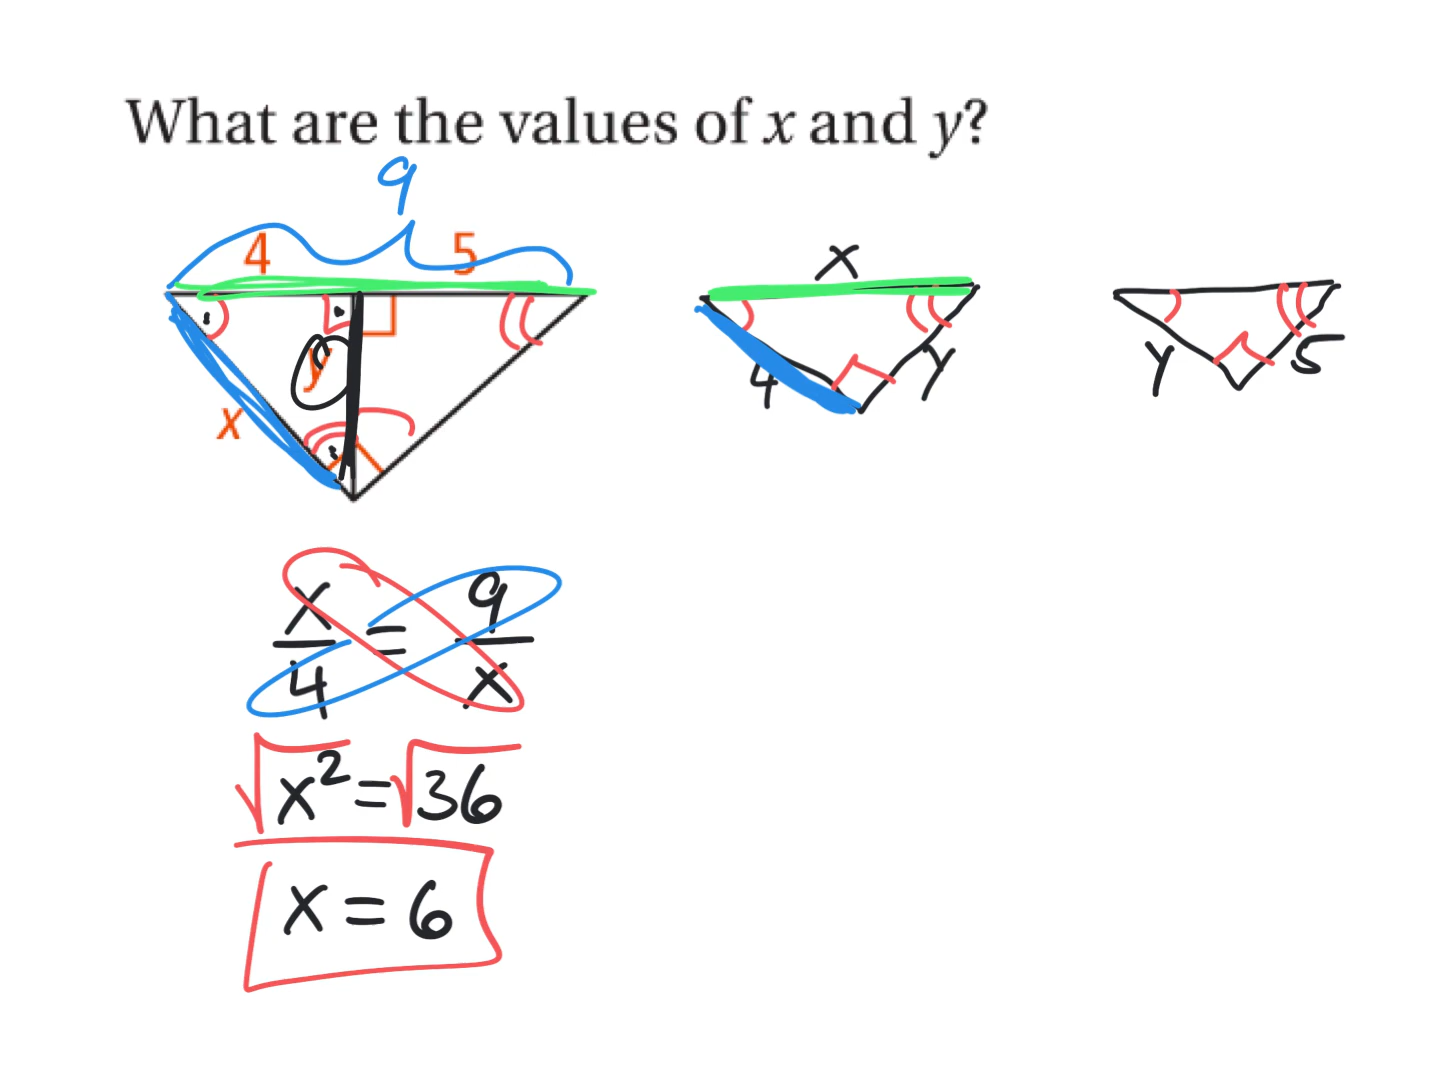 What are the values of x and y?
9
4 5
x
y
x
4
y
y
5
x/4 = 9/x
√x² = √36
x = 6